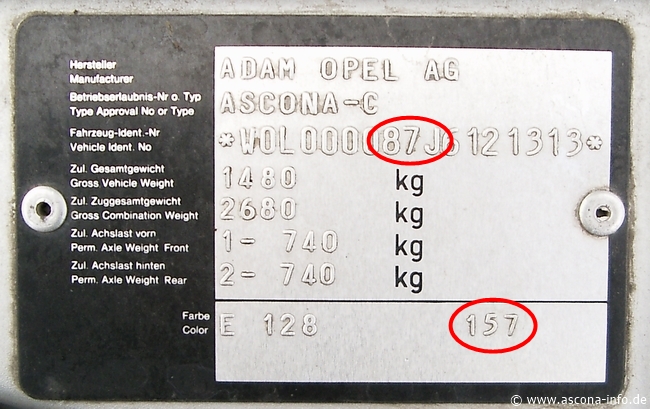 Hersteller
Manufacturer
ADAM OPEL AG
Betriebserlaubnis-Nr o. Typ
Type Approval No or Type
ASCONA-C
Fahrzeug-Ident.-Nr
Vehicle Ident. No
*W0L000087J6121313*
Zul. Gesamtgewicht
Gross Vehicle Weight
1480 kg
Zul. Zuggesamtgewicht
Gross Combination Weight
2680 kg
Zul. Achslast vorn
Perm. Axle Weight Front
1- 740 kg
Zul. Achslast hinten
Perm. Axle Weight Rear
2- 740 kg
Farbe
Color
E 128 157
© www.ascona-info.de